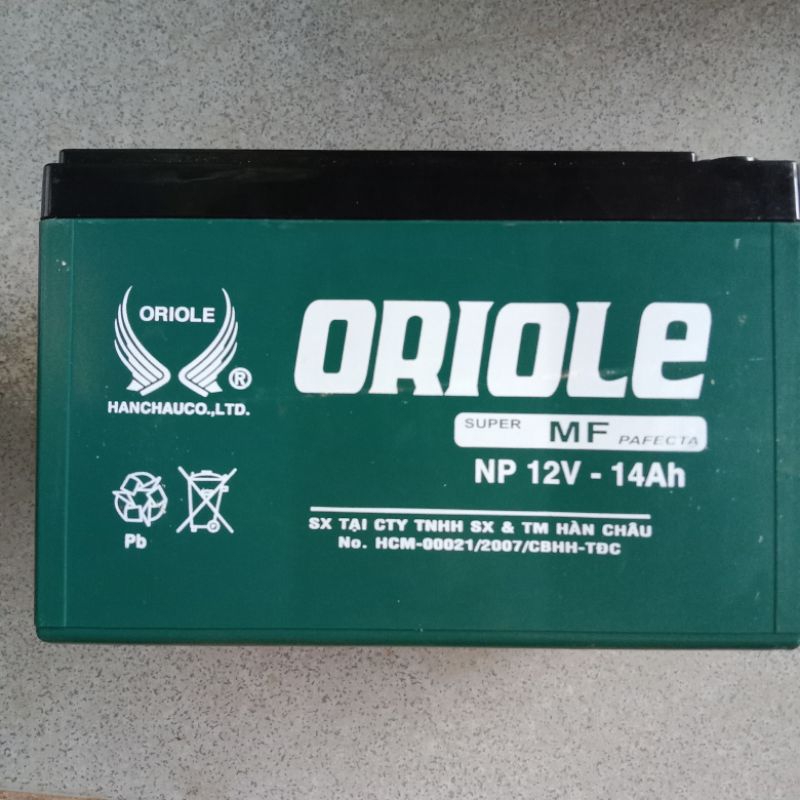 ORIOLE
®
HANCHAUCO.,LTD.
ORIOLE
SUPER MF PAFECTA
NP 12V - 14Ah
Pb
SX TẠI CTY TNHH SX & TM HÀN CHÂU
No. HCM-00021/2007/CBHH-TĐC